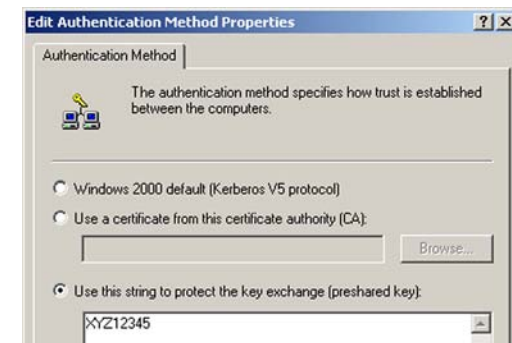 Edit Authentication Method Properties
Authentication Method
The authentication method specifies how trust is established
between the computers.
Windows 2000 default (Kerberos V5 protocol)
Use a certificate from this certificate authority (CA):
Browse...
Use this string to protect the key exchange (preshared key):
XYZ12345